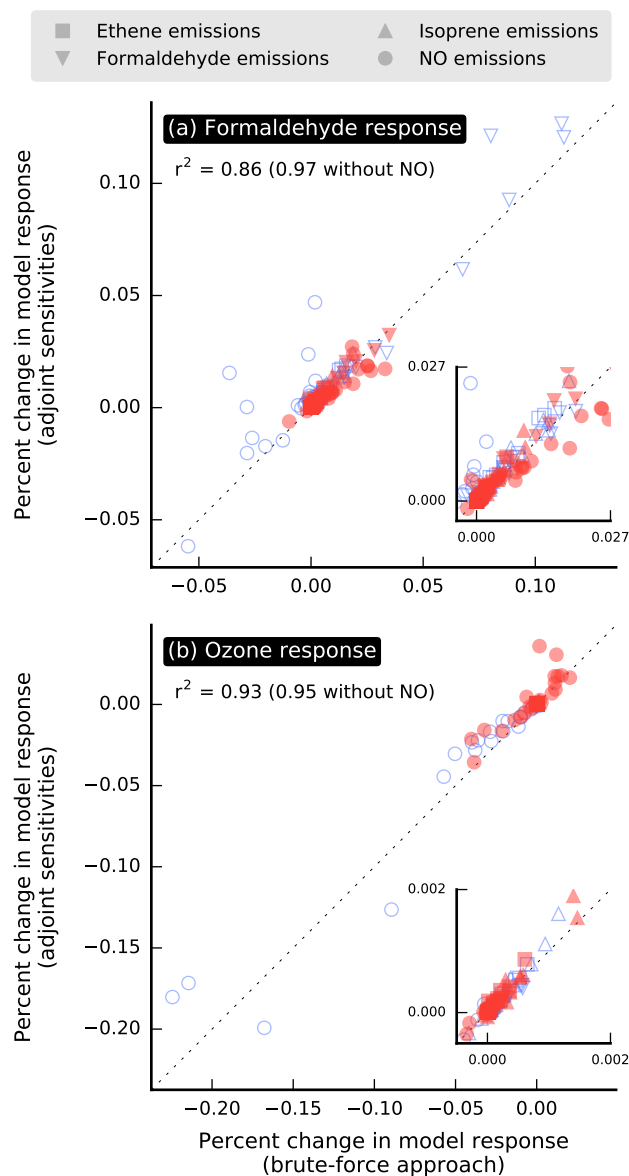 Ethene emissions
Isoprene emissions
Formaldehyde emissions
NO emissions
(a) Formaldehyde response
r² = 0.86 (0.97 without NO)
Percent change in model response
(adjoint sensitivities)
0.10
0.05
0.00
−0.05
0.027
0.000
0.000
0.027
−0.05
0.00
0.05
0.10
(b) Ozone response
r² = 0.93 (0.95 without NO)
Percent change in model response
(adjoint sensitivities)
0.00
−0.05
−0.10
−0.15
−0.20
0.002
0.000
0.000
0.002
−0.20
−0.15
−0.10
−0.05
0.00
Percent change in model response
(brute-force approach)